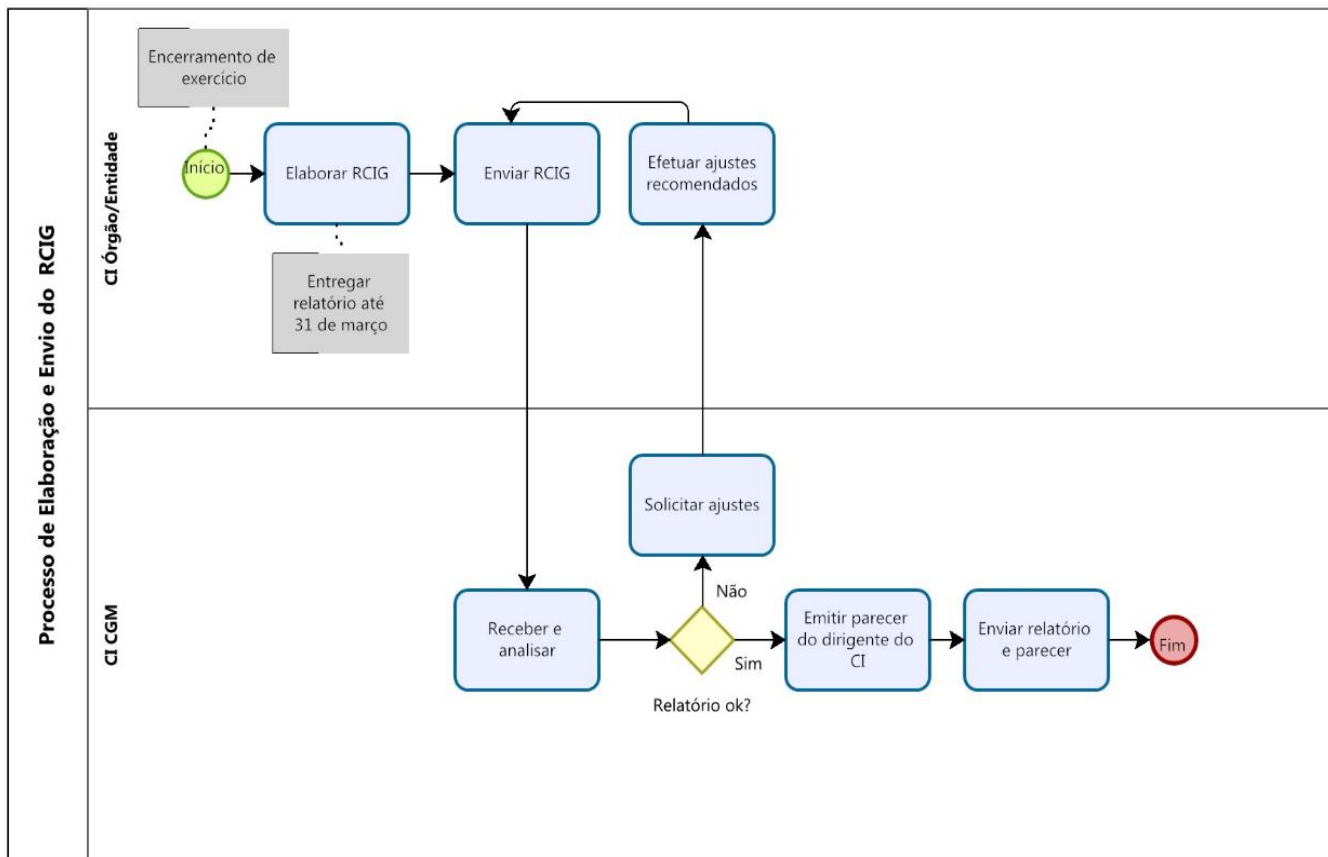 Processo de Elaboração e Envio do RCIG
CI Órgão/Entidade
Encerramento de
exercício
Início
Elaborar RCIG
Enviar RCIG
Efetuar ajustes
recomendados
Entregar
relatório até
31 de março
CI CGM
Solicitar ajustes
Não
Receber e
analisar
Sim
Relatório ok?
Emitir parecer
do dirigente do
CI
Enviar relatório
e parecer
Fim